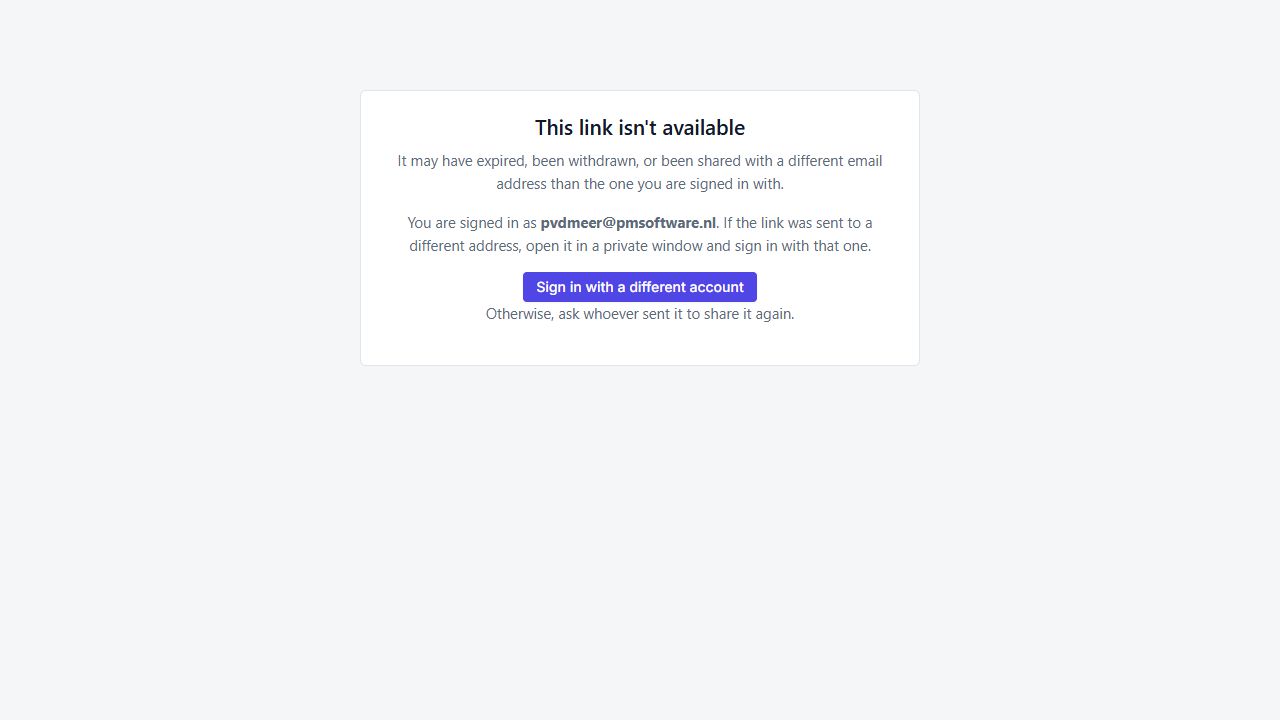 This link isn't available
It may have expired, been withdrawn, or been shared with a different email
address than the one you are signed in with.
You are signed in as pvdmeer@pmsoftware.nl. If the link was sent to a
different address, open it in a private window and sign in with that one.
Sign in with a different account
Otherwise, ask whoever sent it to share it again.